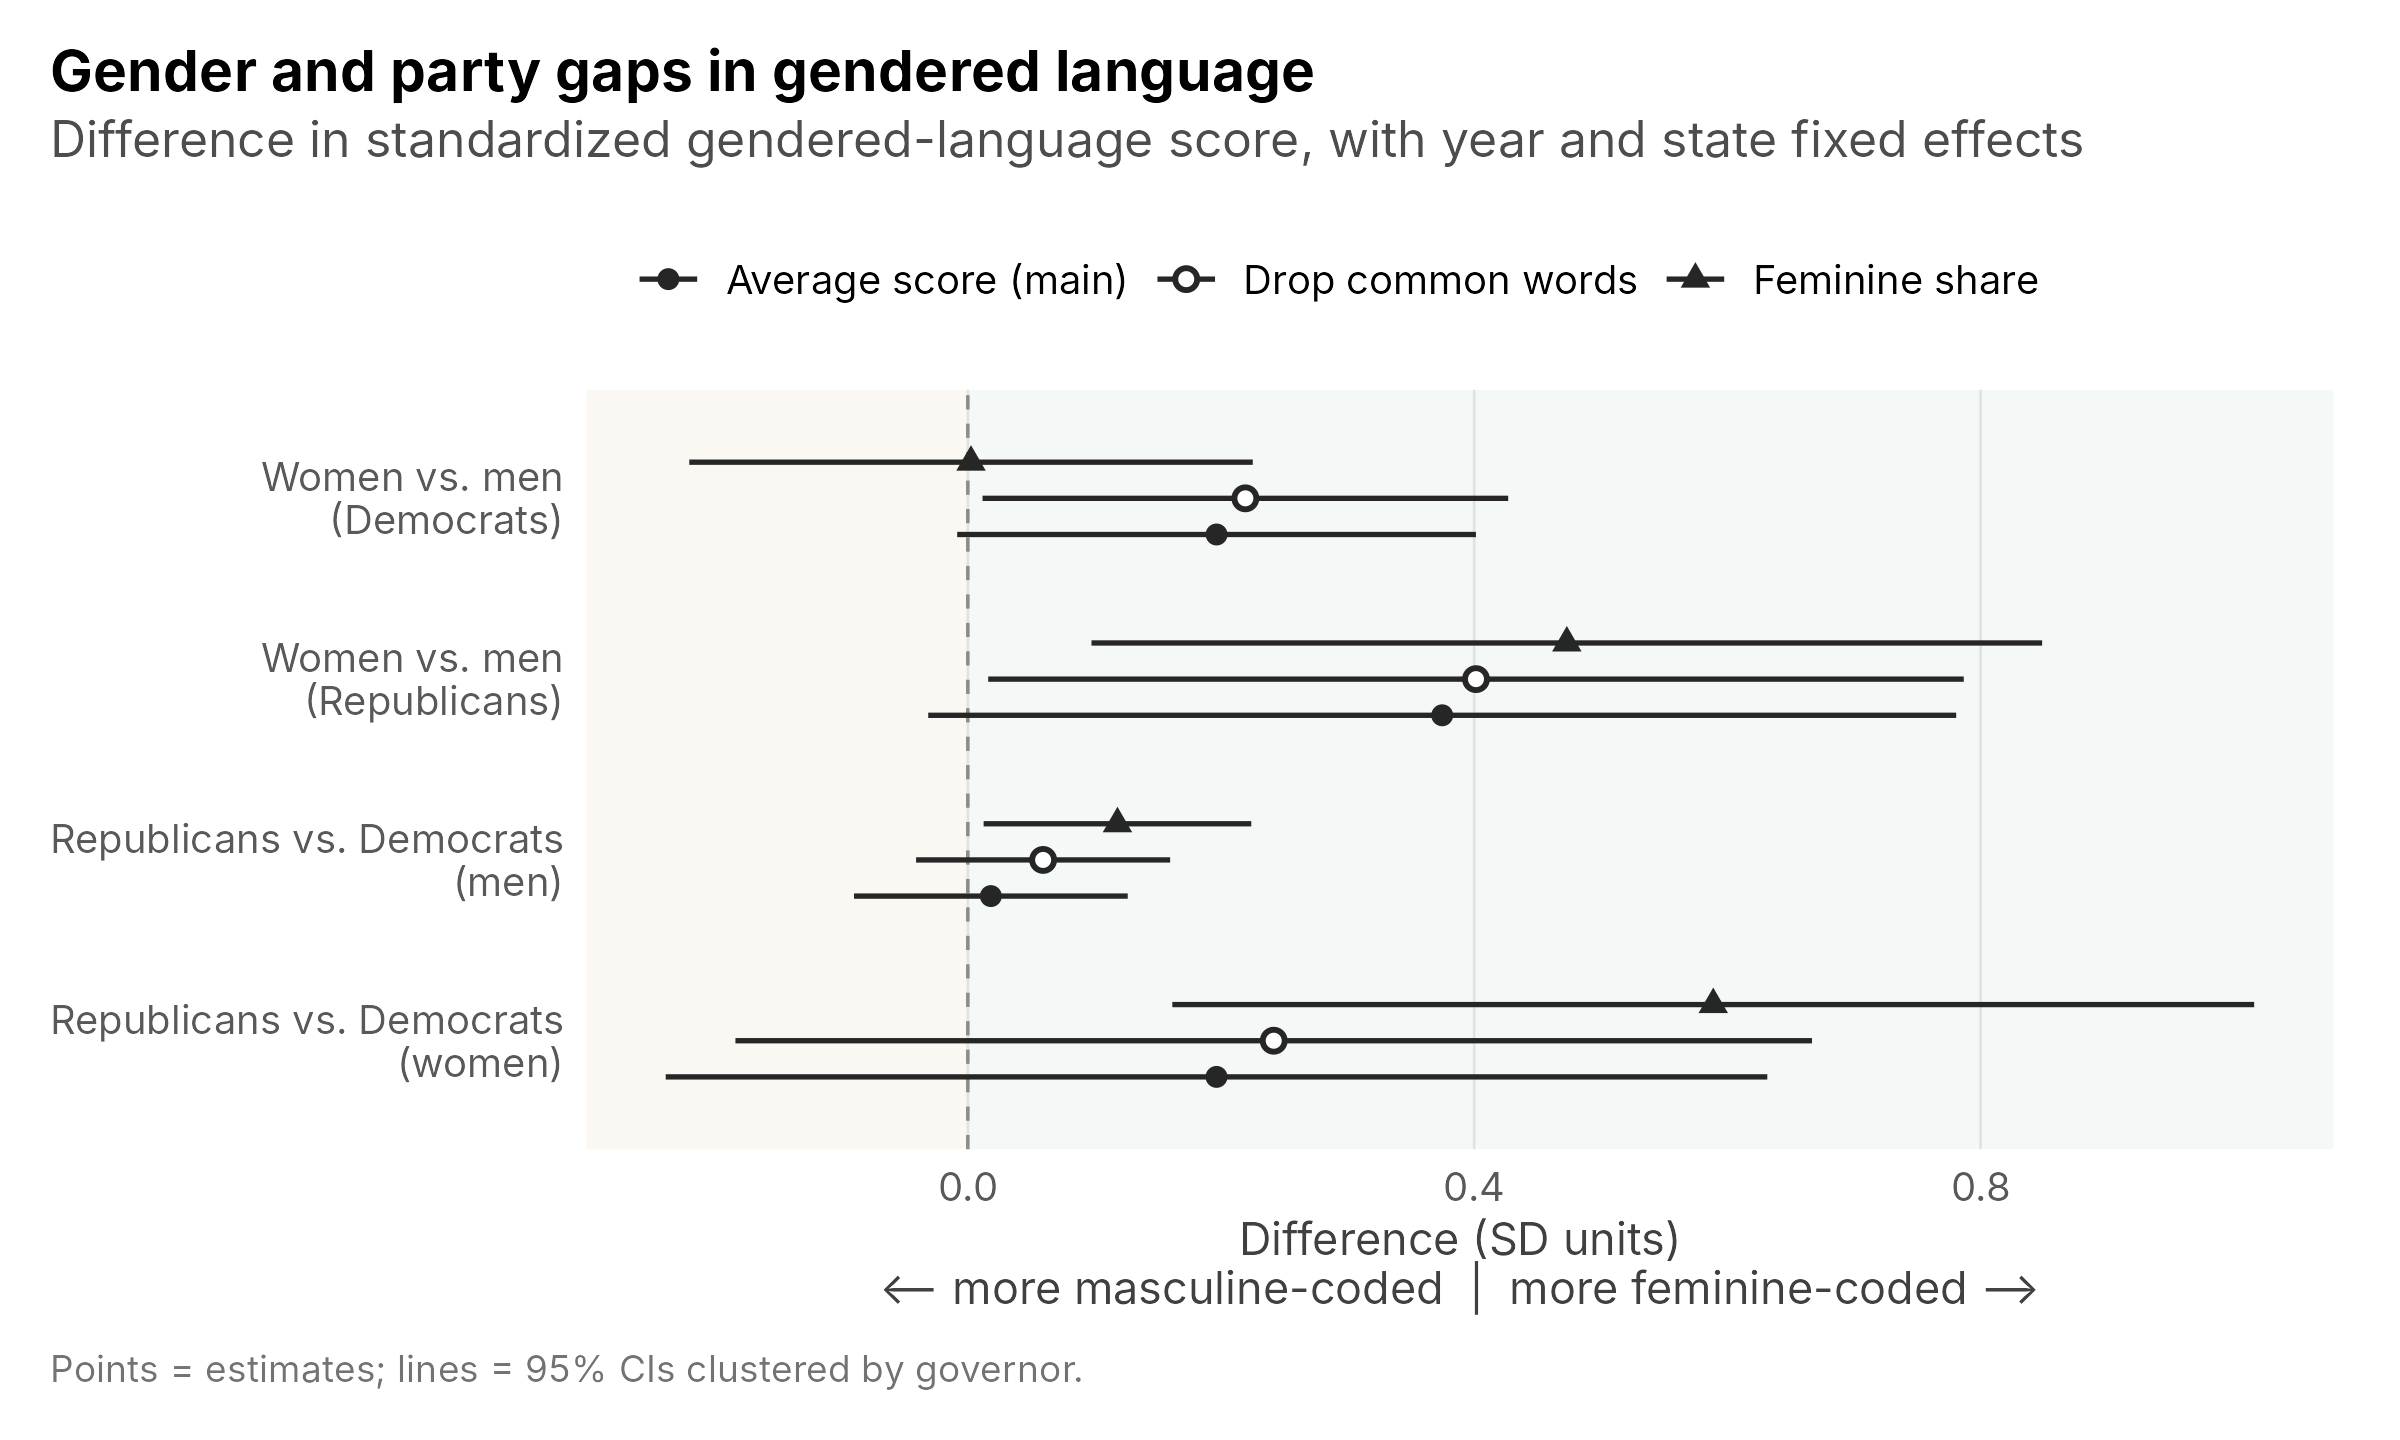 Gender and party gaps in gendered language
Difference in standardized gendered-language score, with year and state fixed effects
Average score (main)
Drop common words
Feminine share
Women vs. men
(Democrats)
Women vs. men
(Republicans)
Republicans vs. Democrats
(men)
Republicans vs. Democrats
(women)
0.0
0.4
0.8
Difference (SD units)
← more masculine-coded | more feminine-coded →
Points = estimates; lines = 95% CIs clustered by governor.